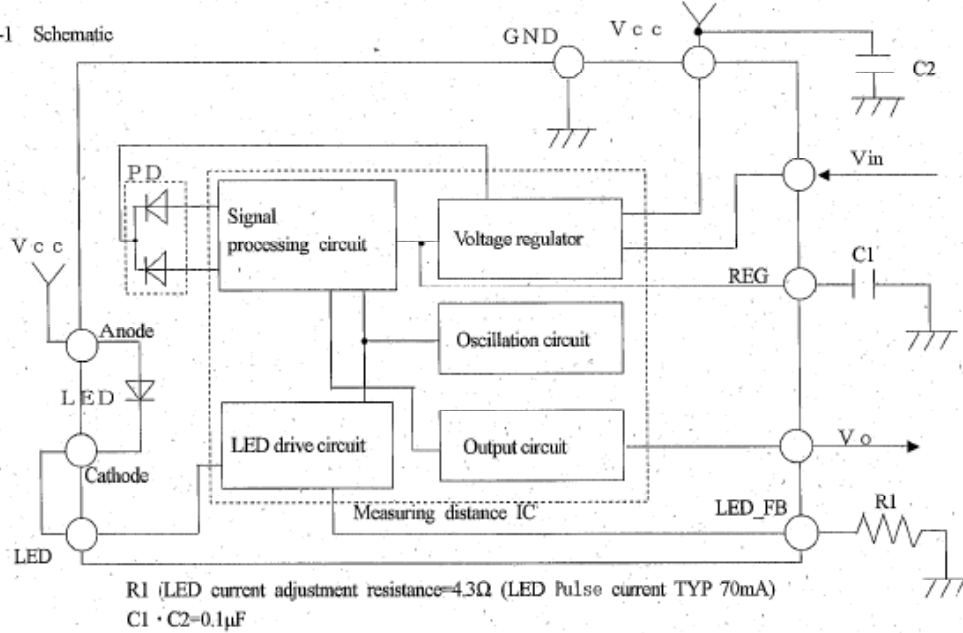 -1 Schematic
GND
Vcc
C2
PD
Vin
Signal
processing circuit
Voltage regulator
Vcc
C1
REG
Anode
Oscillation circuit
LED
LED drive circuit
Output circuit
Vo
Cathode
Measuring distance IC
LED_FB
R1
LED
R1 (LED current adjustment resistance=4.3Ω (LED Pulse current TYP 70mA)
C1・C2=0.1μF